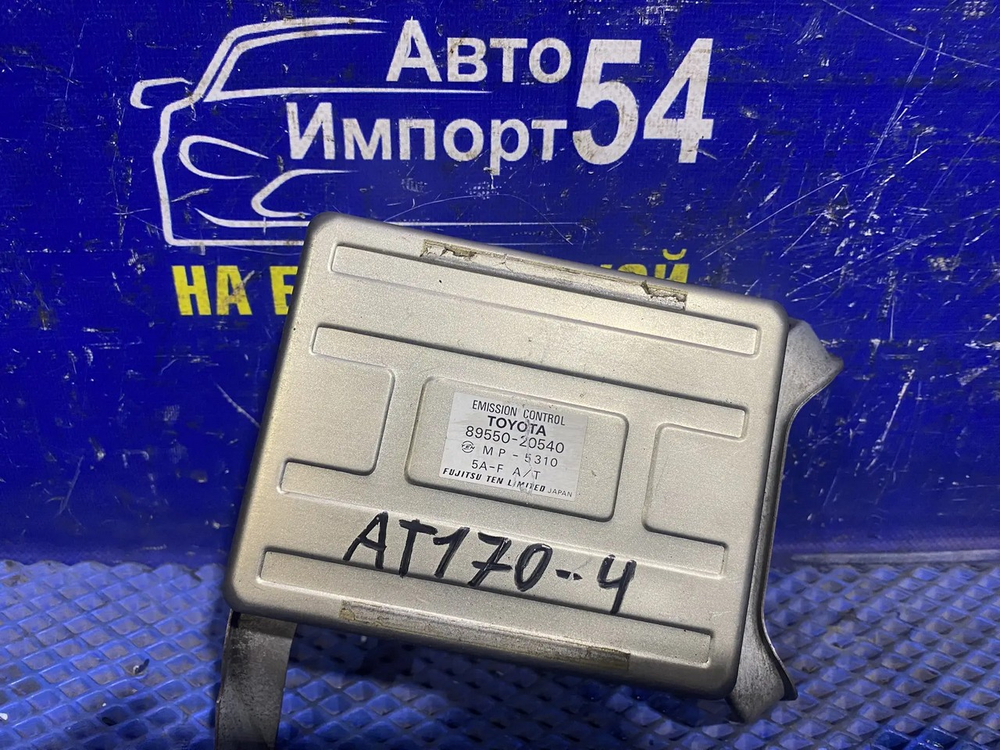 Авто
Импорт54
НА
EMISSION CONTROL
TOYOTA
89550-20540
MP-5310
5A-F A/T
FUJITSU TEN LIMITED JAPAN
AT170-4